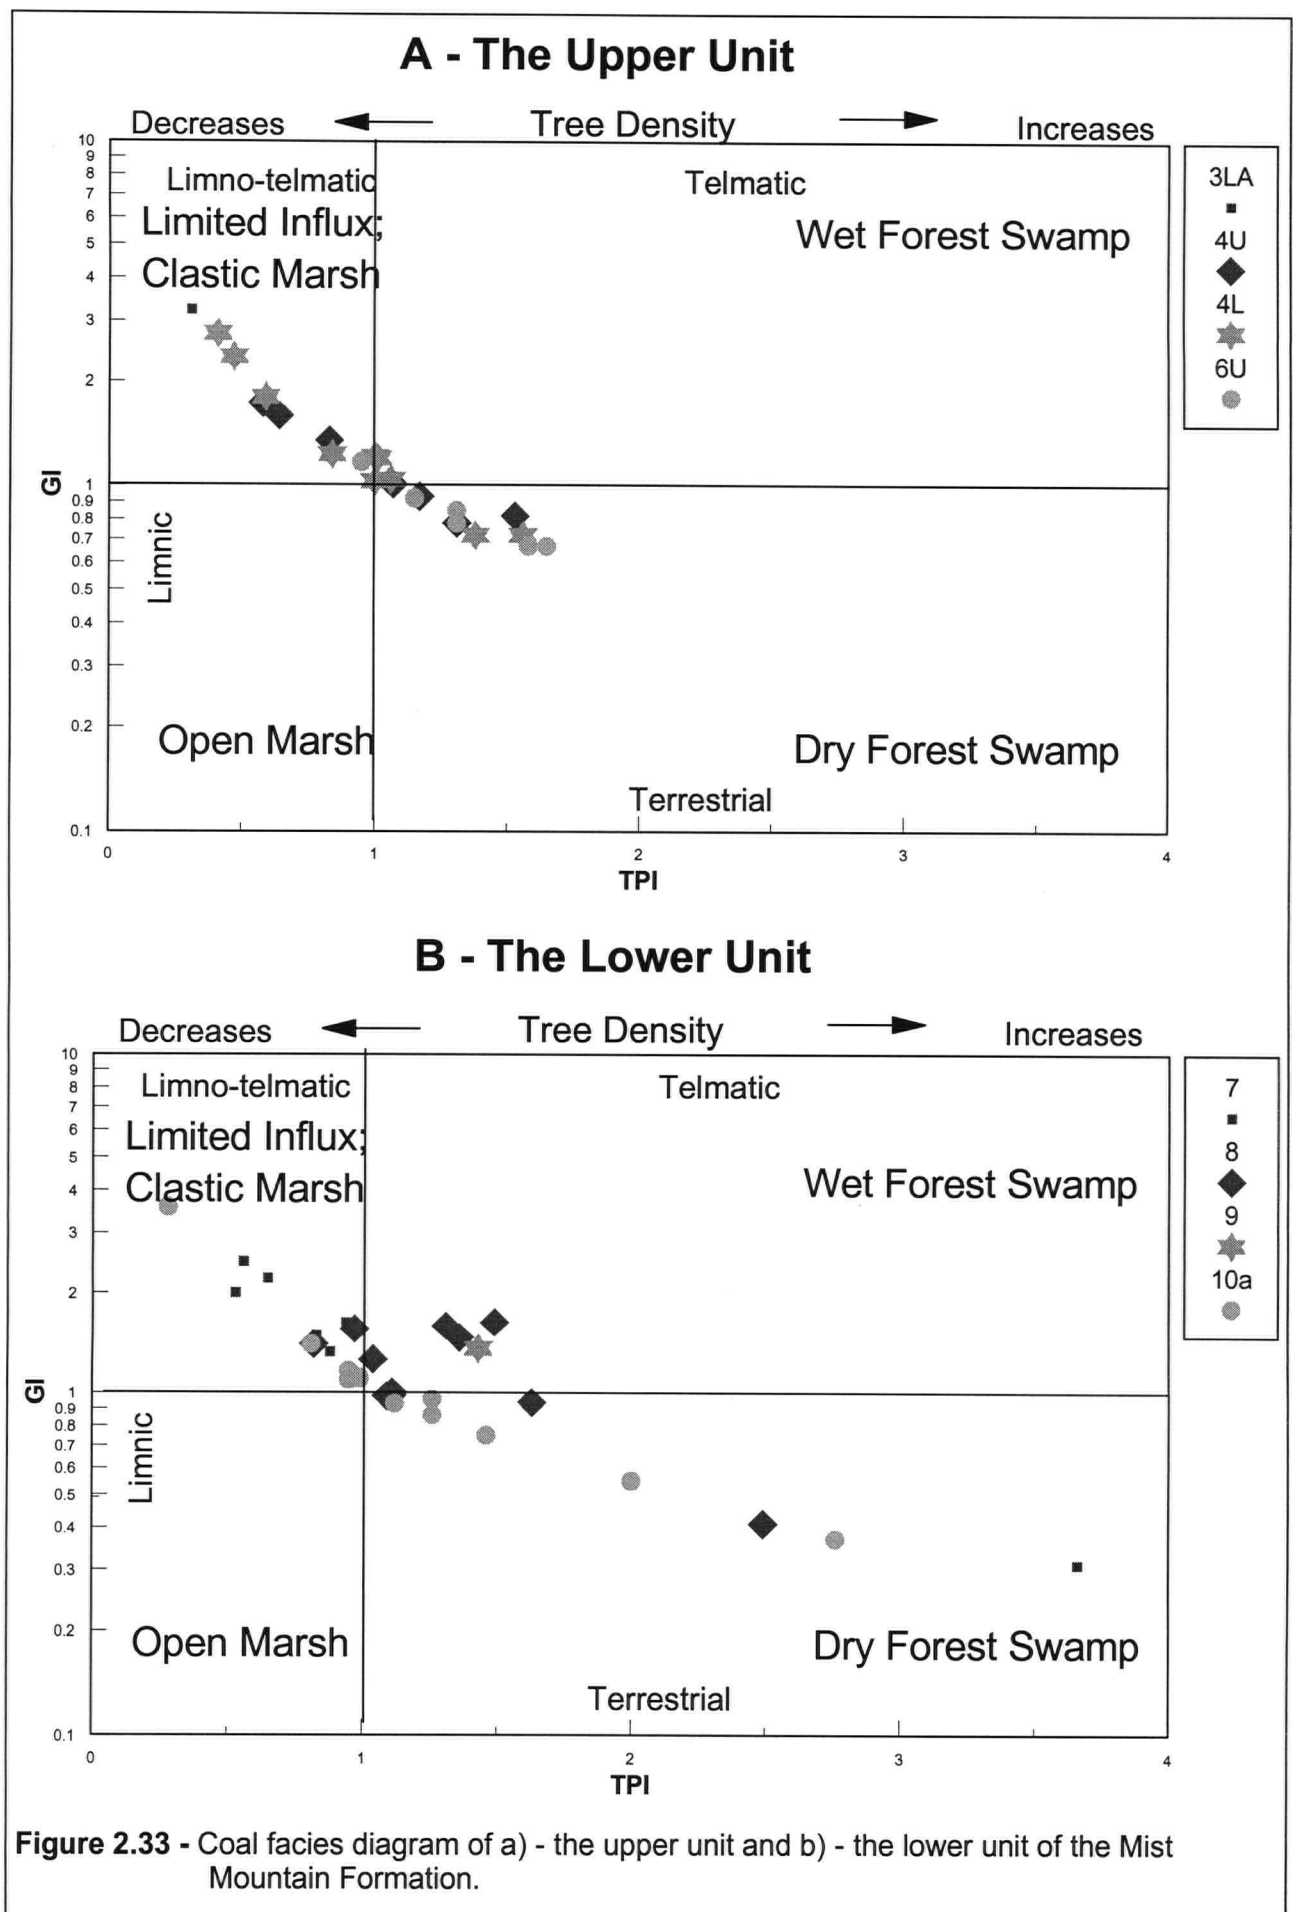 A - The Upper Unit
Decreases Tree Density Increases
10
9
8
7
6
5
4
3
2
1
0.9
0.8
0.7
0.6
0.5
0.4
0.3
0.2
0.1
GI
Limno-telmatic
Limited Influx;
Clastic Marsh
Telmatic
Wet Forest Swamp
Limnic
Open Marsh
Dry Forest Swamp
Terrestrial
0 1 2 3 4
TPI
3LA
4U
4L
6U
B - The Lower Unit
Decreases Tree Density Increases
10
9
8
7
6
5
4
3
2
1
0.9
0.8
0.7
0.6
0.5
0.4
0.3
0.2
0.1
GI
Limno-telmatic
Limited Influx;
Clastic Marsh
Telmatic
Wet Forest Swamp
Limnic
Open Marsh
Dry Forest Swamp
Terrestrial
0 1 2 3 4
TPI
7
8
9
10a
Figure 2.33 - Coal facies diagram of a) - the upper unit and b) - the lower unit of the Mist
Mountain Formation.